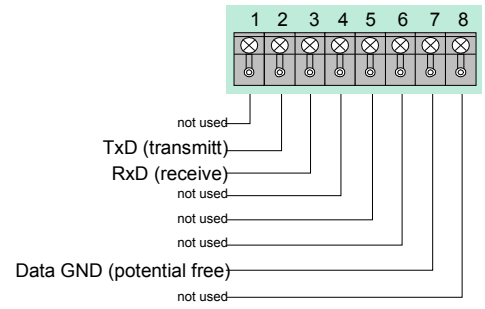 1 2 3 4 5 6 7 8
not used
TxD (transmitt)
RxD (receive)
not used
not used
not used
Data GND (potential free)
not used